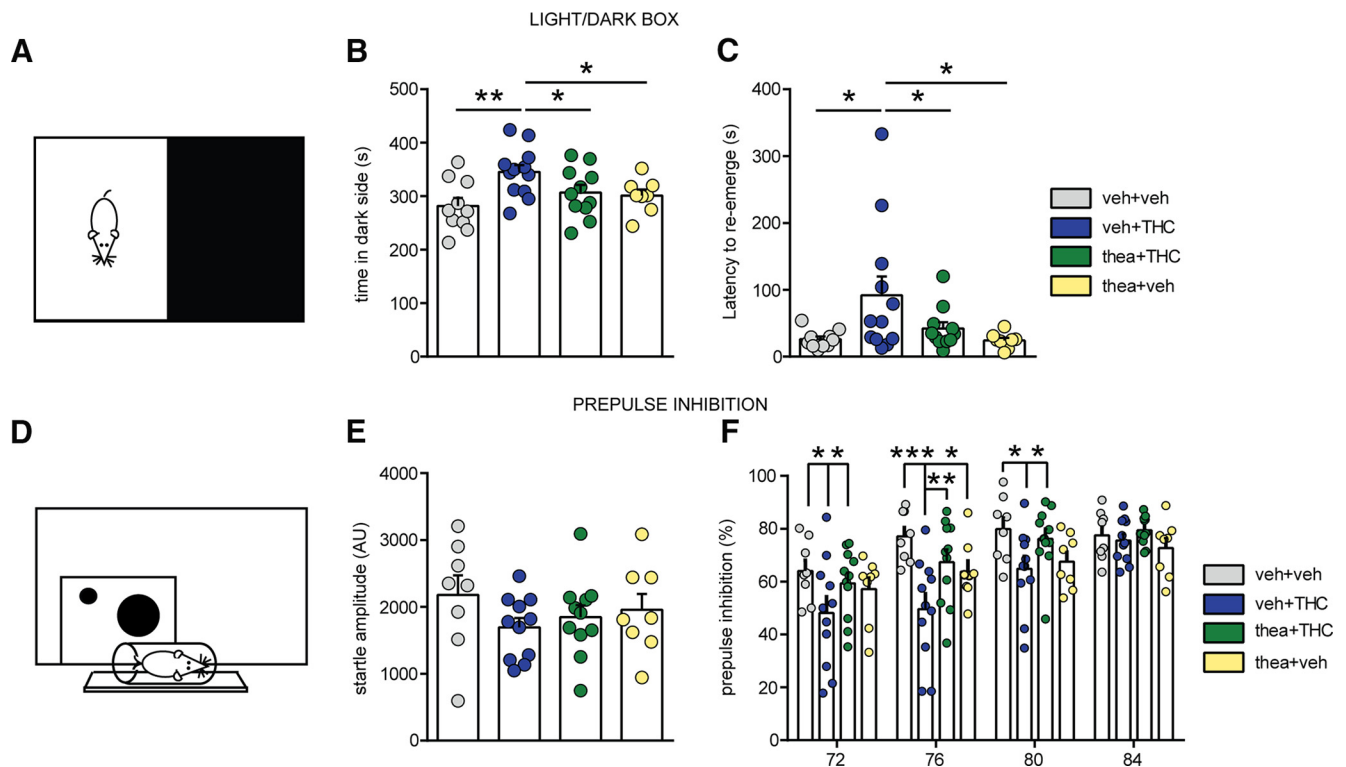 LIGHT/DARK BOX
A
B
C
time in dark side (s)
500
400
300
200
100
0
**
*
*
Latency to re-emerge (s)
400
300
200
100
0
*
*
*
veh+veh
veh+THC
thea+THC
thea+veh
PREPULSE INHIBITION
D
E
F
startle amplitude (AU)
4000
3000
2000
1000
0
prepulse inhibition (%)
100
80
60
40
20
0
**
*** *
**
**
72 76 80 84
veh+veh
veh+THC
thea+THC
thea+veh